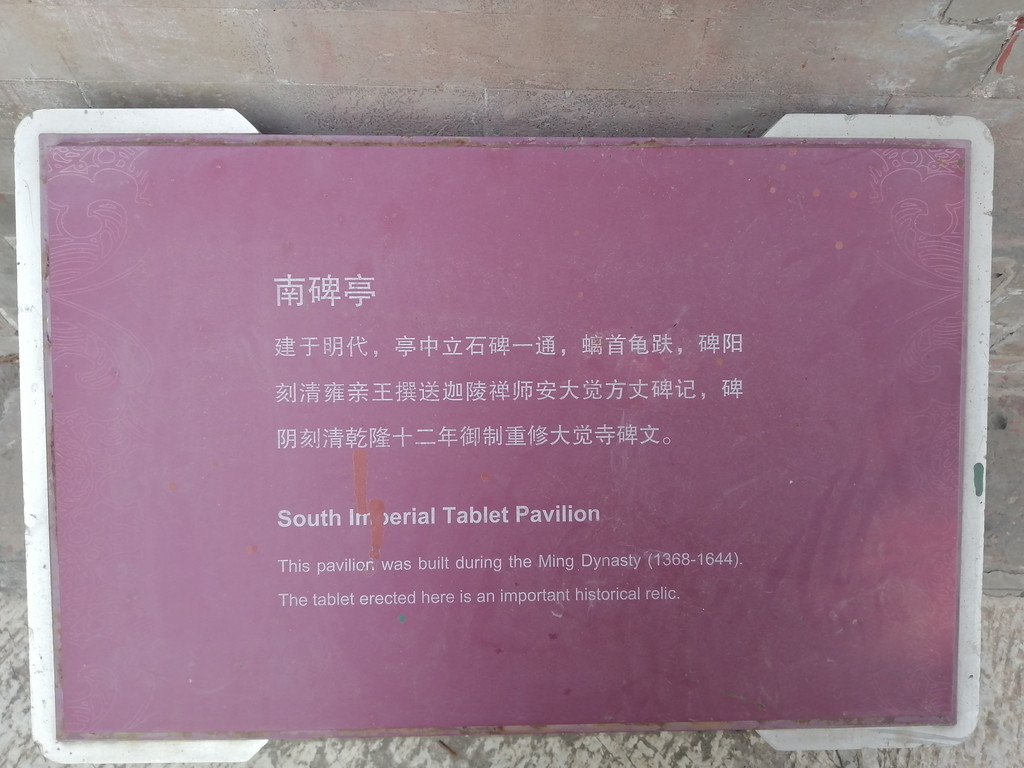 南碑亭
建于明代，亭中立石碑一通，螭首龟趺，碑阳
刻清雍亲王撰送迦陵禅师安大觉方丈碑记，碑
阴刻清乾隆十二年御制重修大觉寺碑文。
South Imperial Tablet Pavilion
This pavilion was built during the Ming Dynasty (1368-1644).
The tablet erected here is an important historical relic.